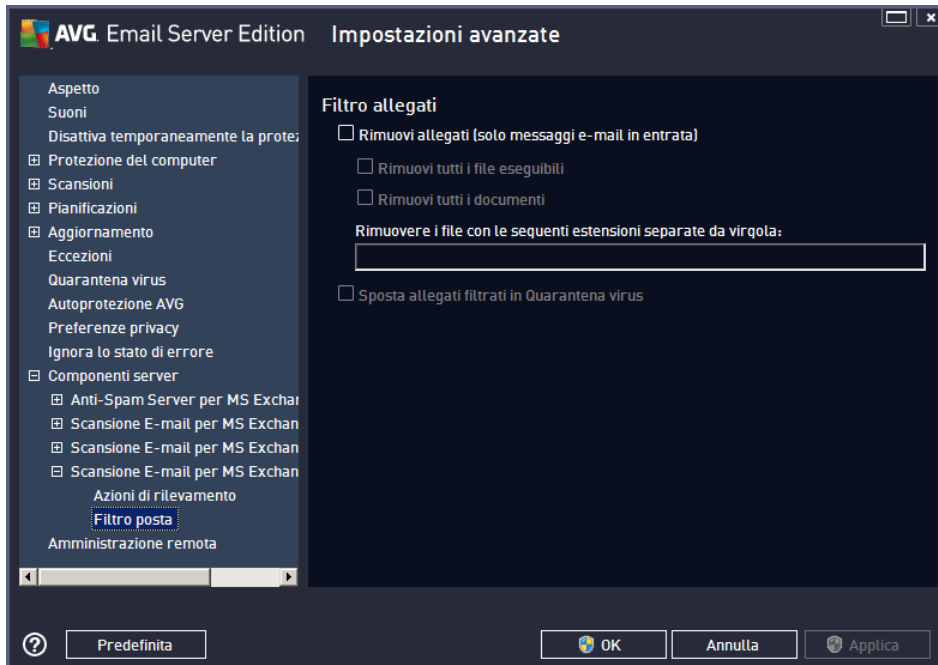 AVG. Email Server Edition Impostazioni avanzate
Aspetto
Suoni
Disattiva temporaneamente la protez
Protezione del computer
Scansioni
Pianificazioni
Aggiornamento
Eccezioni
Quarantena virus
Autoprotezione AVG
Preferenze privacy
Ignora lo stato di errore
Componenti server
Anti-Spam Server per MS Exchan
Scansione E-mail per MS Exchan
Scansione E-mail per MS Exchan
Scansione E-mail per MS Exchan
Azioni di rilevamento
Filtro posta
Amministrazione remota
Filtro allegati
Rimuovi allegati (solo messaggi e-mail in entrata)
Rimuovi tutti i file eseguibili
Rimuovi tutti i documenti
Rimuovere i file con le seguenti estensioni separate da virgola:
Sposta allegati filtrati in Quarantena virus
Predefinita
OK
Annulla
Applica